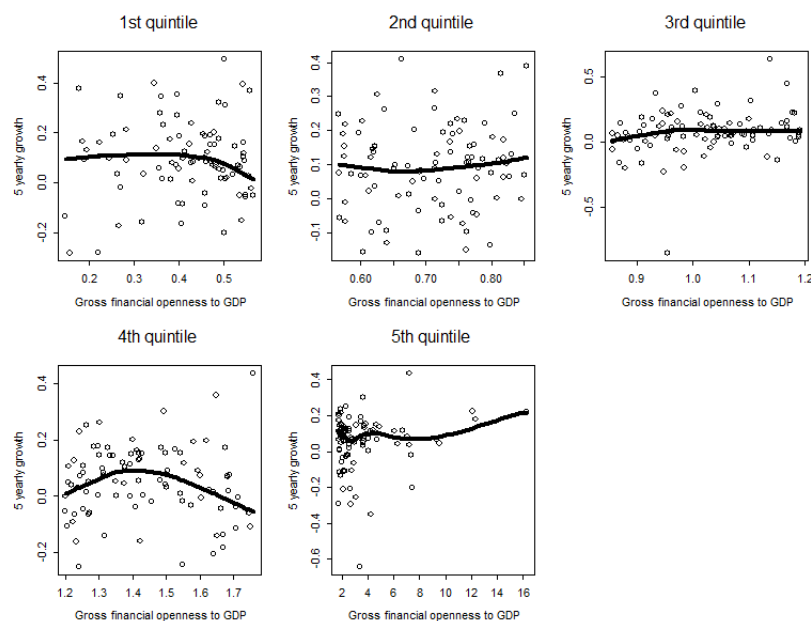 1st quintile
5 yearly growth
-0.2 0.0 0.2 0.4
0.2 0.3 0.4 0.5
Gross financial openness to GDP
2nd quintile
5 yearly growth
-0.1 0.1 0.2 0.3 0.4
0.60 0.70 0.80
Gross financial openness to GDP
3rd quintile
5 yearly growth
-0.5 0.0 0.5
0.9 1.0 1.1 1.2
Gross financial openness to GDP
4th quintile
5 yearly growth
-0.2 0.0 0.2 0.4
1.2 1.3 1.4 1.5 1.6 1.7
Gross financial openness to GDP
5th quintile
5 yearly growth
-0.6 -0.4 -0.2 0.0 0.2 0.4
2 4 6 8 10 12 14 16
Gross financial openness to GDP